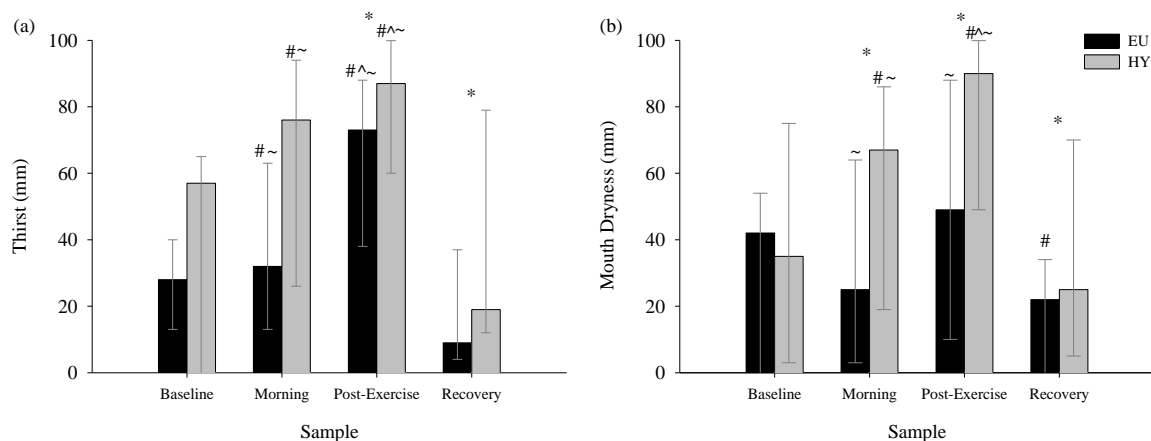 (a)
*
#^~
100
#~
#^~
80
*
#~
Thirst (mm)
60
40
20
0
Baseline
Morning
Post-Exercise
Recovery
Sample
(b)
*
#^~
EU
HY
100
*
#~
~
80
*
~
Mouth Dryness (mm)
60
40
#
20
0
Baseline
Morning
Post-Exercise
Recovery
Sample